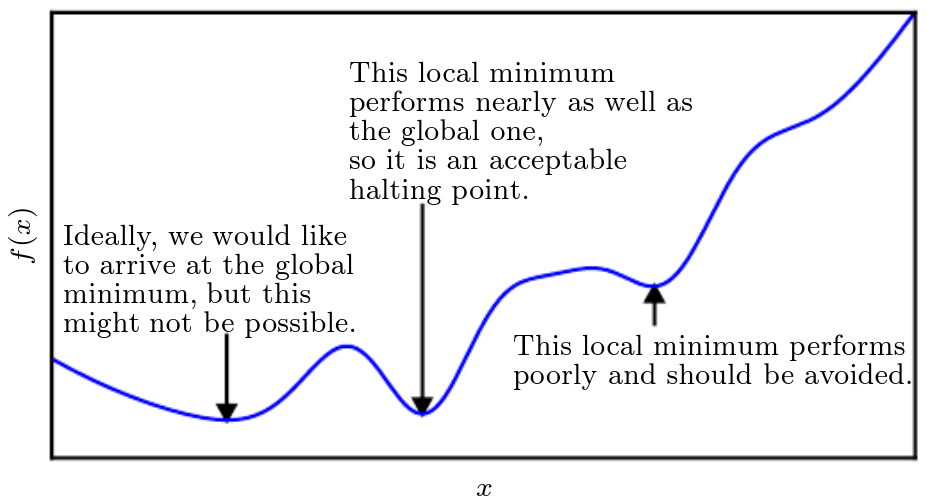 This local minimum
performs nearly as well as
the global one,
so it is an acceptable
halting point.
Ideally, we would like
to arrive at the global
minimum, but this
might not be possible.
This local minimum performs
poorly and should be avoided.
f(x)
x